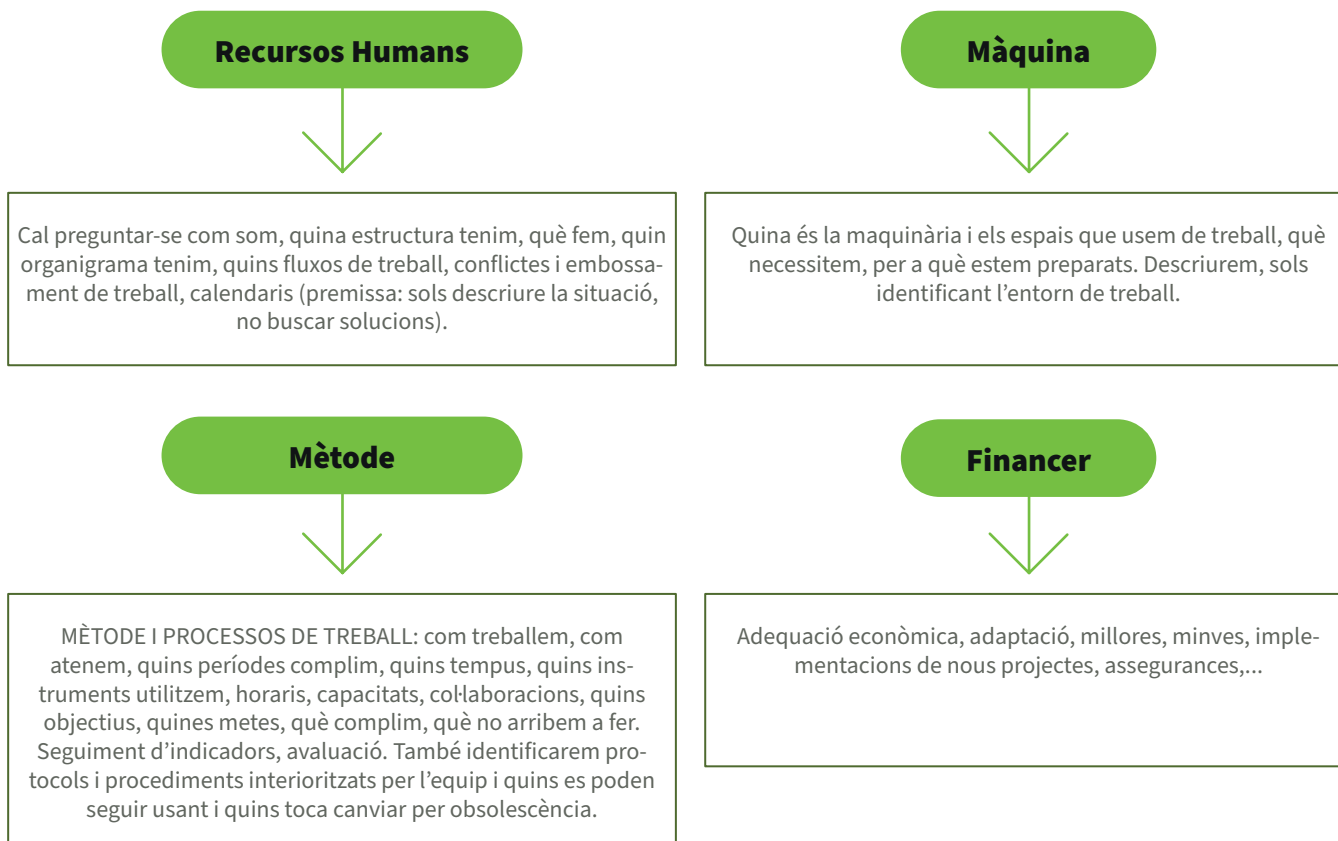 Recursos Humans
Cal preguntar-se com som, quina estructura tenim, què fem, quin
organigrama tenim, quins fluxos de treball, conflictes i embossa-
ment de treball, calendaris (premissa: sols descriure la situació,
no buscar solucions).
Màquina
Quina és la maquinària i els espais que usem de treball, què
necessitem, per a què estem preparats. Descriurem, sols
identificant l’entorn de treball.
Mètode
MÈTODE I PROCESSOS DE TREBALL: com treballem, com
atenem, quins períodes complim, quins tempus, quins ins-
truments utilitzem, horaris, capacitats, col·laboracions, quins
objectius, quines metes, què complim, què no arribem a fer.
Seguiment d’indicadors, avaluació. També identificarem pro-
tocols i procediments interioritzats per l’equip i quins es poden
seguir usant i quins toca canviar per obsolescència.
Financer
Adequació econòmica, adaptació, millores, minves, imple-
mentacions de nous projectes, assegurances,...